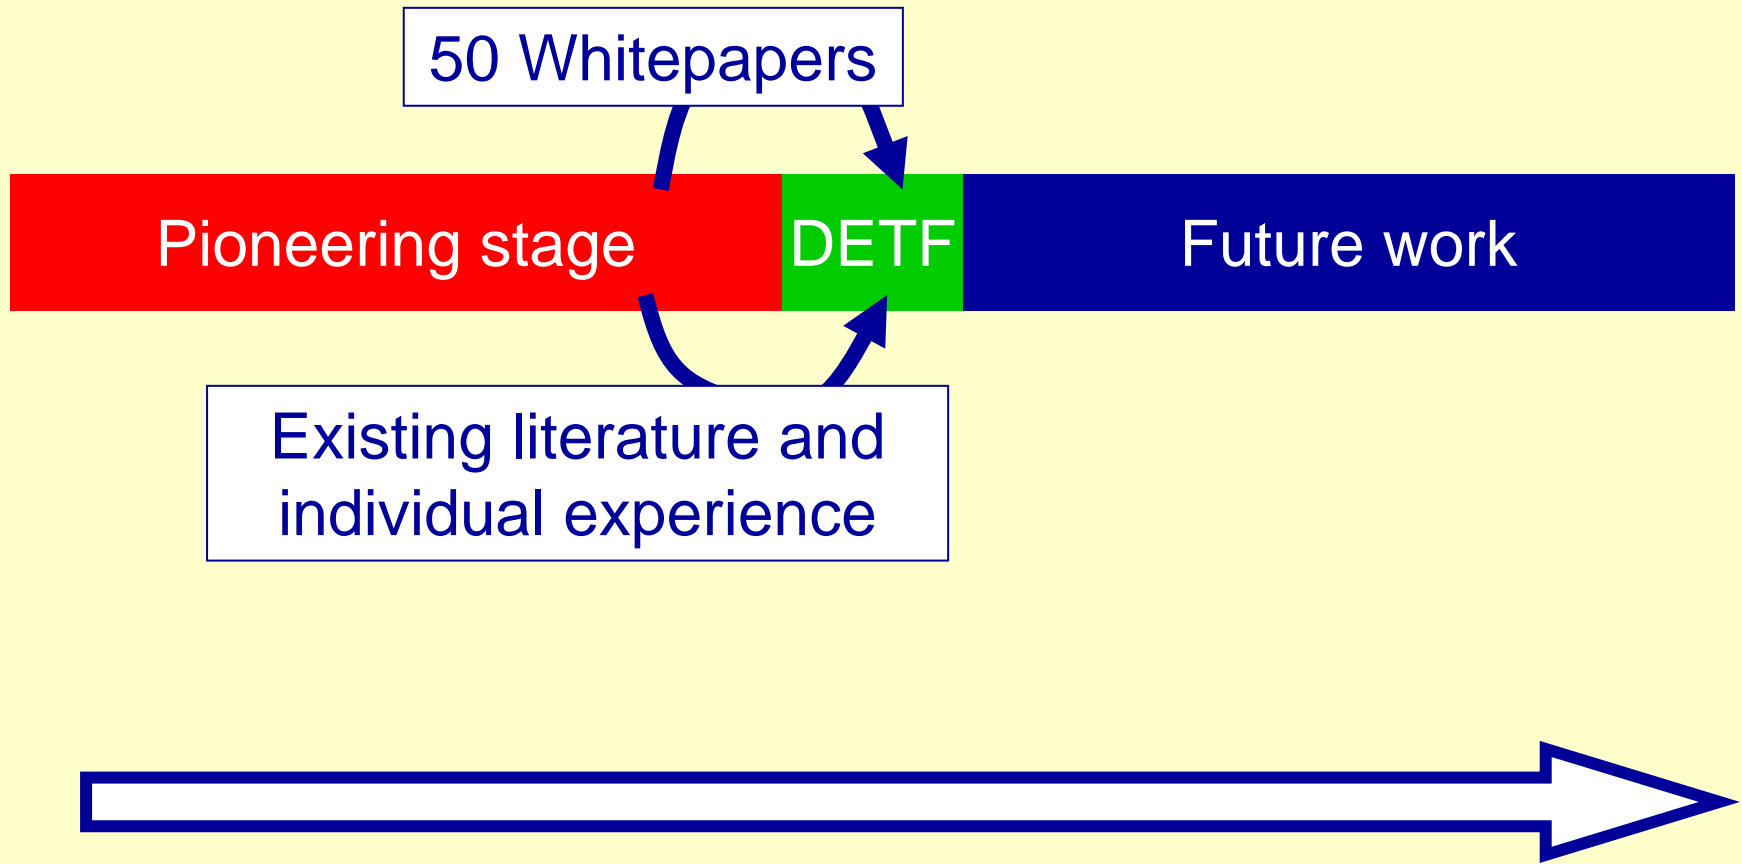 50 Whitepapers
Pioneering stage
DETF
Future work
Existing literature and
individual experience